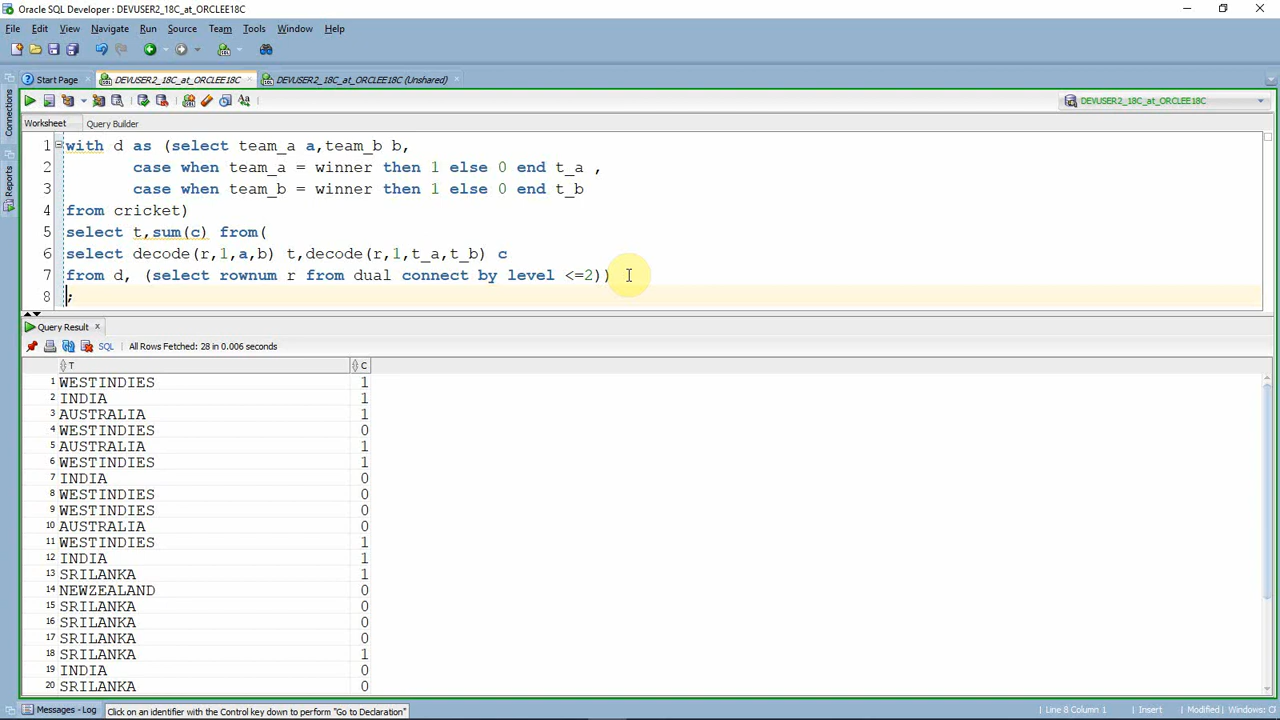 Oracle SQL Developer : DEVUSER2_18C_at_ORCLEE18C
File Edit View Navigate Run Source Team Tools Window Help
Start Page DEVUSER2_18C_at_ORCLEE18C DEVUSER2_18C_at_ORCLEE18C (Unshared)
Connections
Reports
DEVUSER2_18C_at_ORCLEE18C
Worksheet Query Builder
1 with d as (select team_a a,team_b b,
2 case when team_a = winner then 1 else 0 end t_a ,
3 case when team_b = winner then 1 else 0 end t_b
4 from cricket)
5 select t,sum(c) from(
6 select decode(r,1,a,b) t,decode(r,1,t_a,t_b) c
7 from d, (select rownum r from dual connect by level <=2))
8 ;
Query Result x
SQL | All Rows Fetched: 28 in 0.006 seconds
T C
1 WESTINDIES 1
2 INDIA 1
3 AUSTRALIA 1
4 WESTINDIES 0
5 AUSTRALIA 1
6 WESTINDIES 1
7 INDIA 0
8 WESTINDIES 0
9 WESTINDIES 0
10 AUSTRALIA 0
11 WESTINDIES 1
12 INDIA 1
13 SRILANKA 1
14 NEWZEALAND 0
15 SRILANKA 0
16 SRILANKA 0
17 SRILANKA 0
18 SRILANKA 1
19 INDIA 0
20 SRILANKA 0
Messages - Log Click on an identifier with the Control key down to perform "Go to Declaration" Line 8 Column 1 Insert Modified Windows: Cl